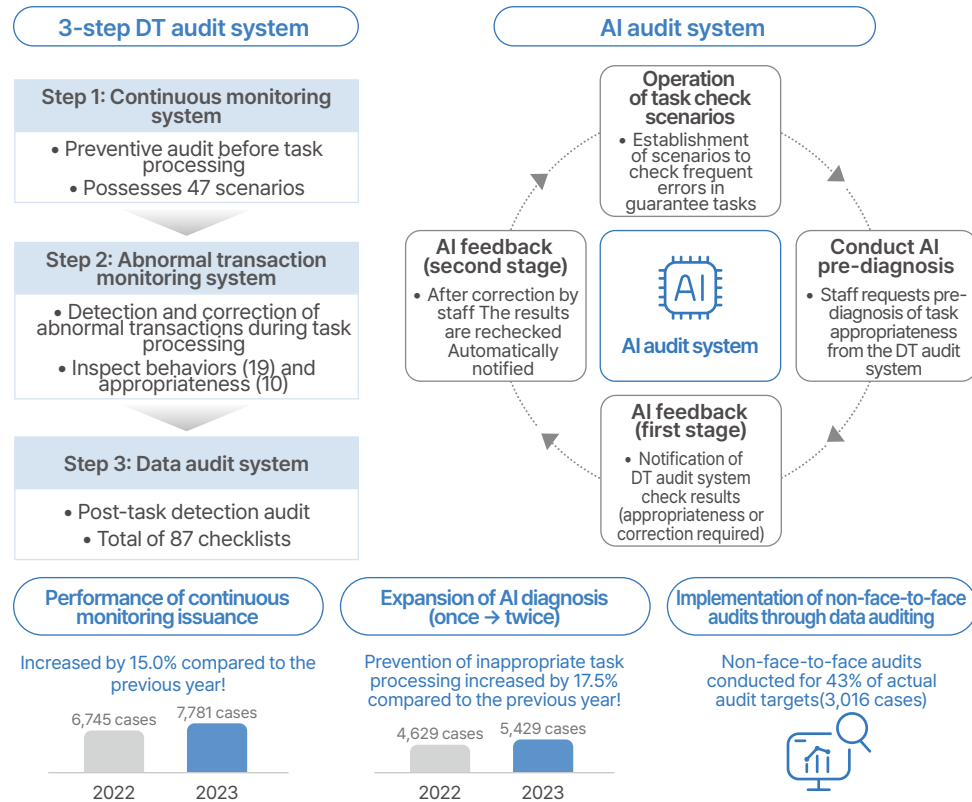 3-step DT audit system
Step 1: Continuous monitoring
system
• Preventive audit before task
processing
• Possesses 47 scenarios
Step 2: Abnormal transaction
monitoring system
• Detection and correction of
abnormal transactions during task
processing
• Inspect behaviors (19) and
appropriateness (10)
Step 3: Data audit system
• Post-task detection audit
• Total of 87 checklists
AI audit system
Operation
of task check
scenarios
• Establishment
of scenarios to
check frequent
errors in
guarantee tasks
Conduct AI
pre-diagnosis
• Staff requests pre-
diagnosis of task
appropriateness
from the DT audit
system
AI feedback
(first stage)
• Notification of
DT audit system
check results
(appropriateness or
correction required)
AI feedback
(second stage)
• After correction by
staff The results
are rechecked
Automatically
notified
AI
AI audit system
Performance of continuous
monitoring issuance
Increased by 15.0% compared to the
previous year!
6,745 cases
7,781 cases
2022
2023
Expansion of AI diagnosis
(once → twice)
Prevention of inappropriate task
processing increased by 17.5%
compared to the previous year!
4,629 cases
5,429 cases
2022
2023
Implementation of non-face-to-face
audits through data auditing
Non-face-to-face audits
conducted for 43% of actual
audit targets(3,016 cases)